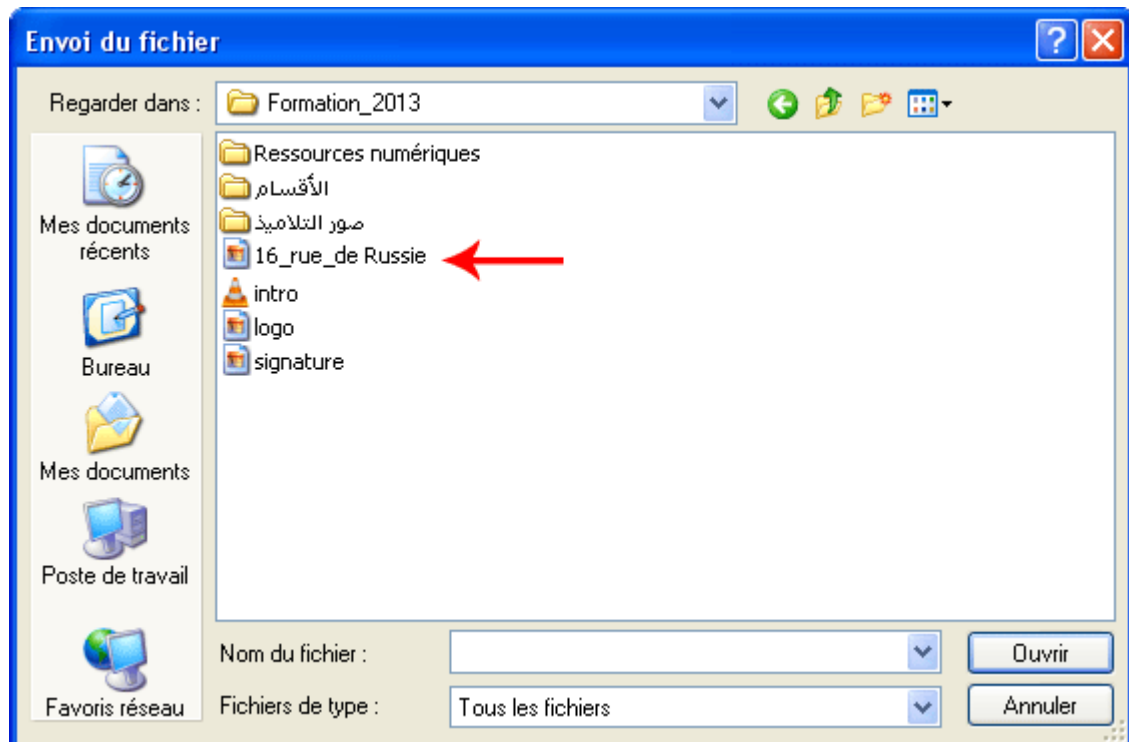 Envoi du fichier
Regarder dans :
Formation_2013
Mes documents
récents
Bureau
Mes documents
Poste de travail
Favoris réseau
Ressources numériques
الأقسام
صور التلاميذ
16_rue_de Russie
intro
logo
signature
Nom du fichier :
Ouvrir
Fichiers de type :
Tous les fichiers
Annuler